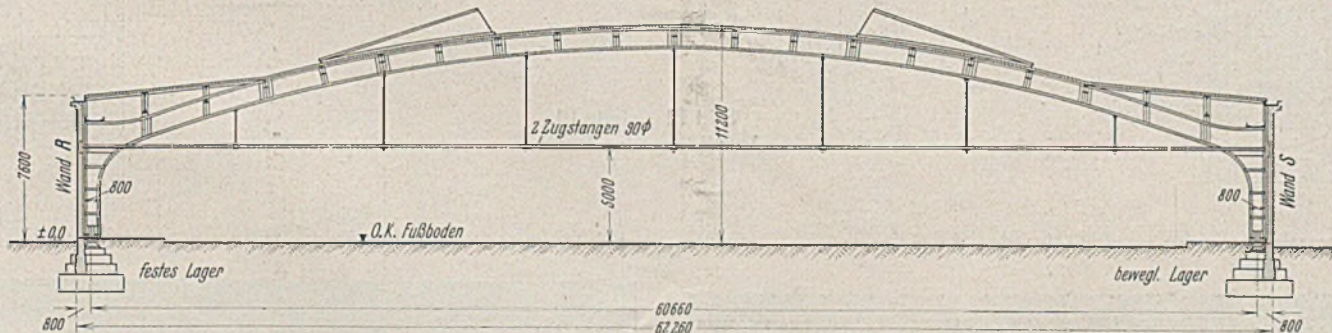 2 Zugstangen 90Φ
11200
7600
Wand R
800
5000
800
Wand S
± 0,0
O.K. Fußboden
festes Lager
bewegl. Lager
60660
800
62260
800